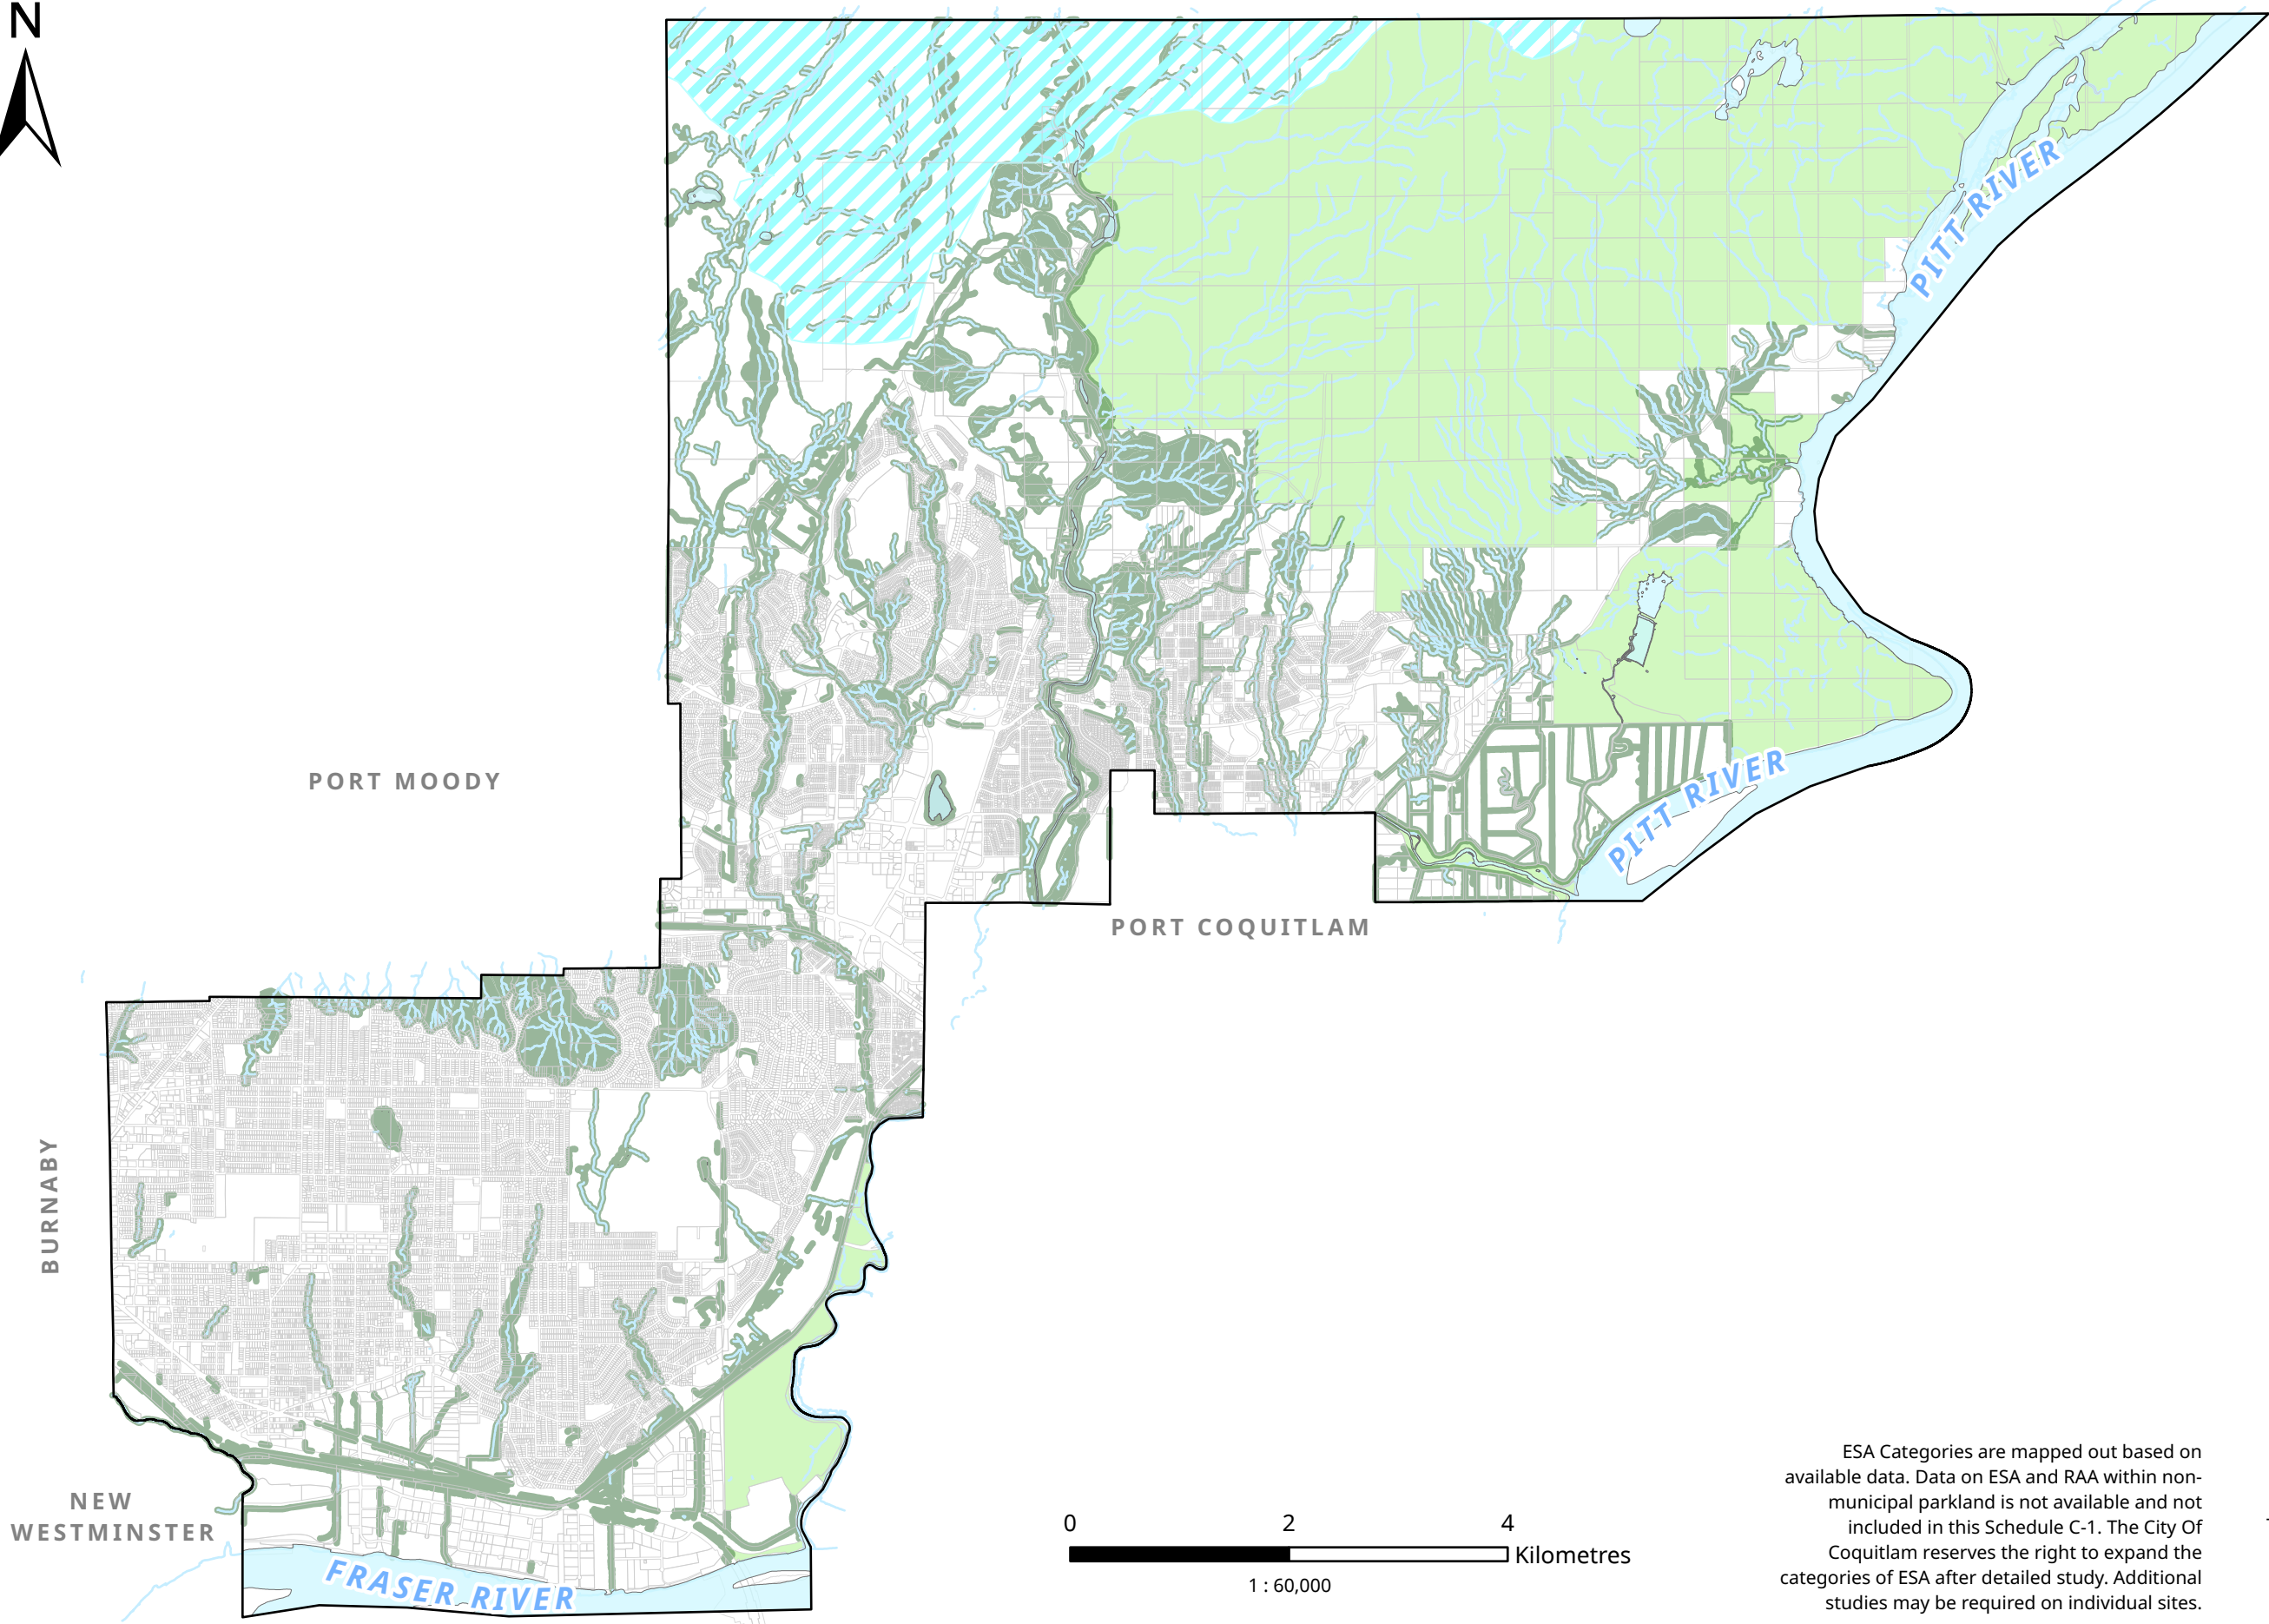 N
PITT RIVER
PORT MOODY
PITT RIVER
PORT COQUITLAM
BURNABY
NEW
WESTMINSTER
FRASER RIVER
0 2 4
Kilometres
1 : 60,000
ESA Categories are mapped out based on
available data. Data on ESA and RAA within non-
municipal parkland is not available and not
included in this Schedule C-1. The City Of
Coquitlam reserves the right to expand the
categories of ESA after detailed study. Additional
studies may be required on individual sites.